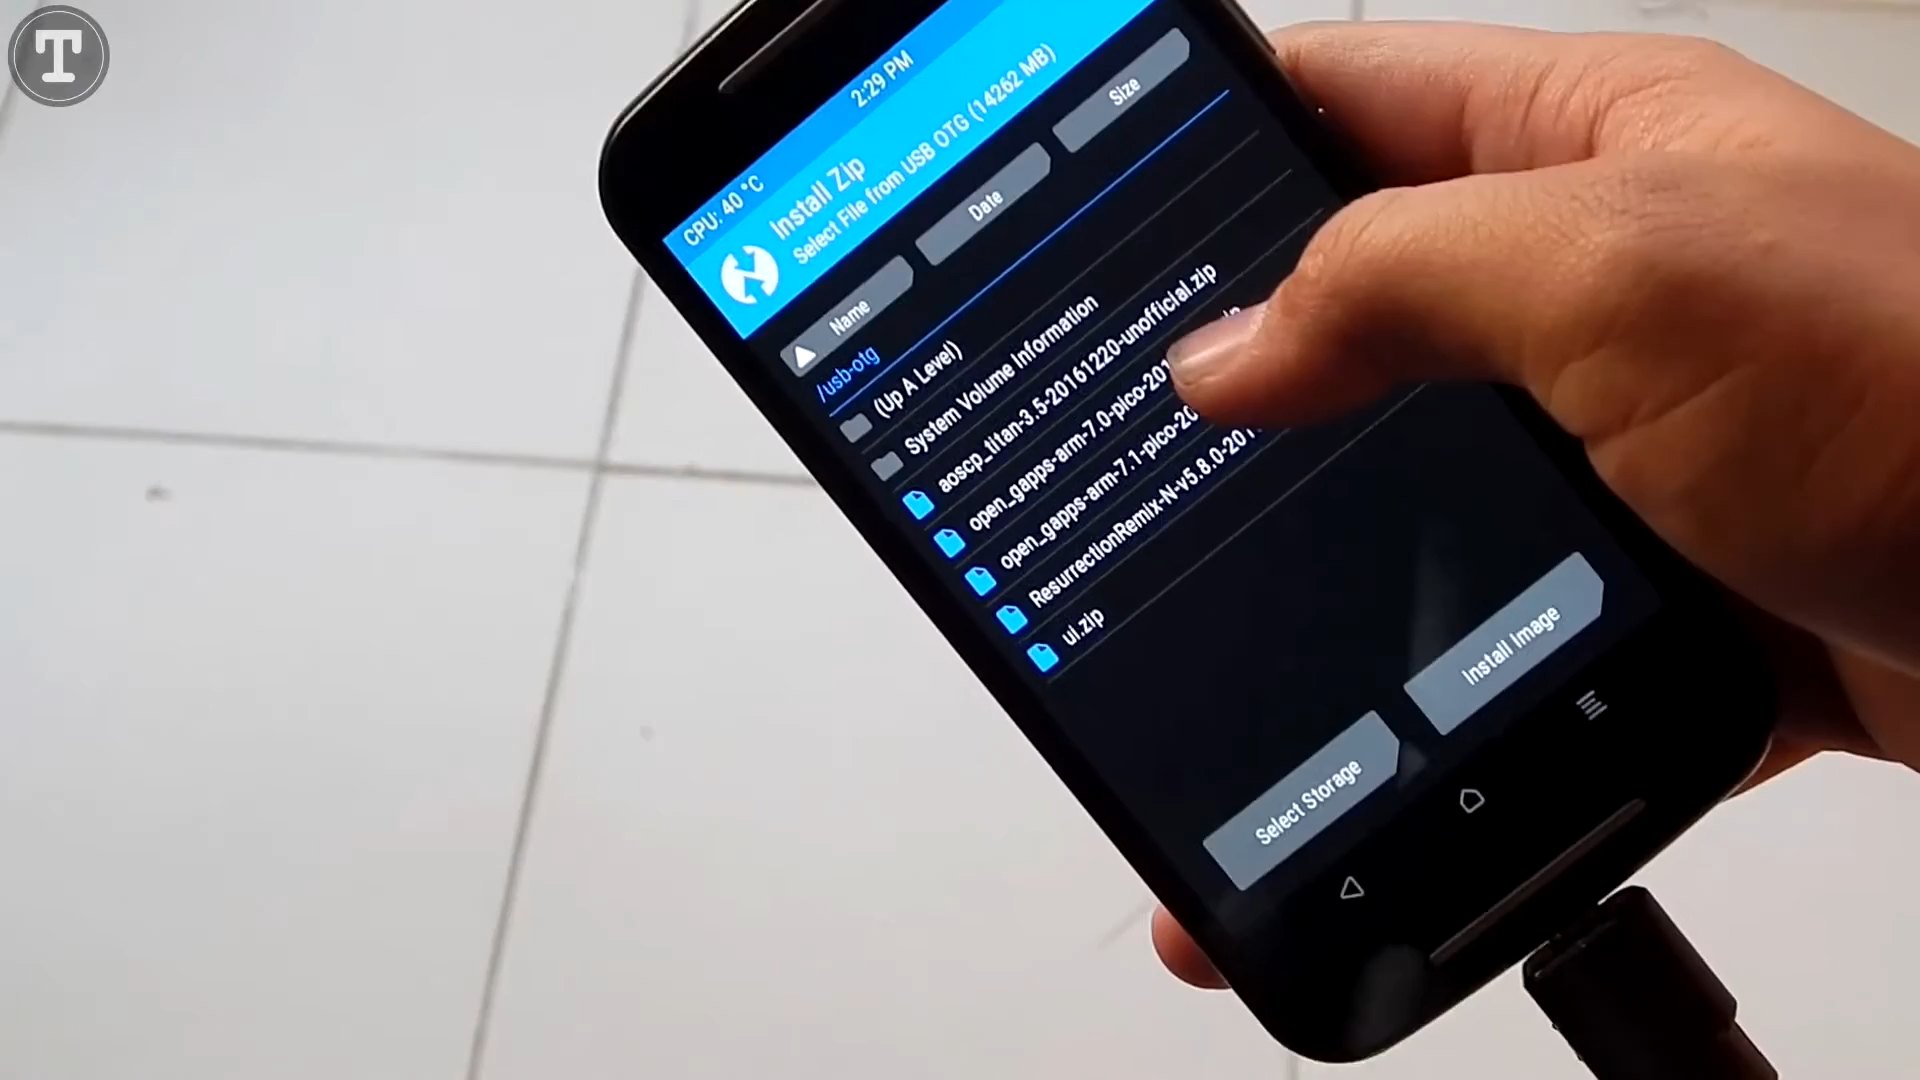 T
2:29 PM
CPU: 40 °C
Install Zip
Select File from USB OTG (14262 MB)
Name
Date
Size
/usb-otg
(Up A Level)
System Volume Information
aoscp_titan-3.5-20161220-unofficial.zip
open_gapps-arm-7.0-pico-201
open_gapps-arm-7.1-pico-20
ResurrectionRemix-N-v5.8.0-201
ui.zip
Select Storage
Install Image